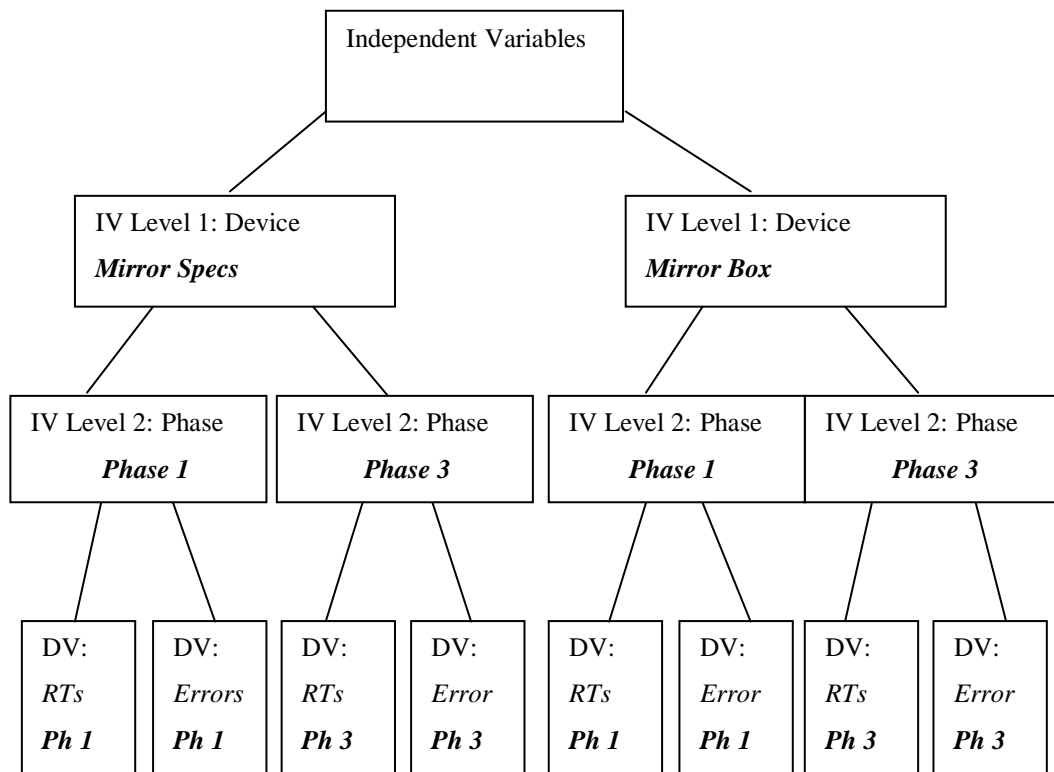 Independent Variables
IV Level 1: Device
Mirror Specs
IV Level 1: Device
Mirror Box
IV Level 2: Phase
Phase 1
IV Level 2: Phase
Phase 3
IV Level 2: Phase
Phase 1
IV Level 2: Phase
Phase 3
DV:
RTs
Ph 1
DV:
Errors
Ph 1
DV:
RTs
Ph 3
DV:
Error
Ph 3
DV:
RTs
Ph 1
DV:
Error
Ph 1
DV:
RTs
Ph 3
DV:
Error
Ph 3